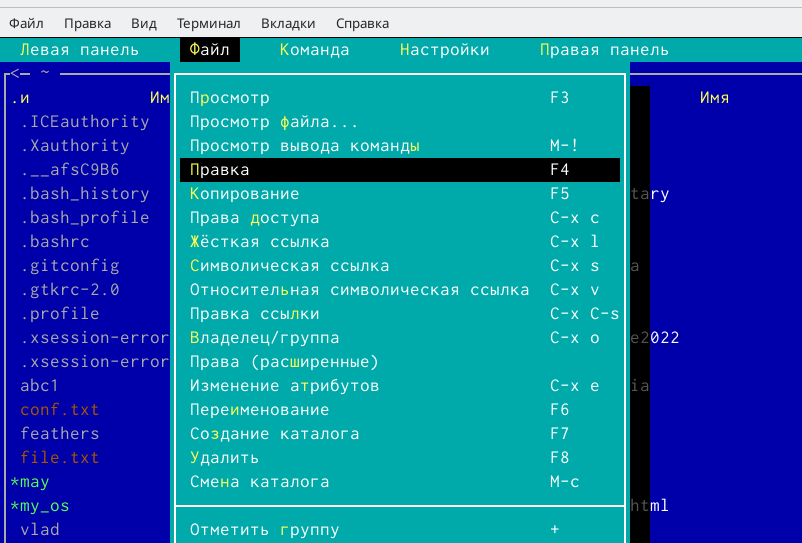 Файл Правка Вид Терминал Вкладки Справка
Левая панель Файл Команда Настройки Правая панель
<─ ~
.и Им Имя
Просмотр F3
.ICEauthority Просмотр файла...
.Xauthority Просмотр вывода команды M-!
.__afsC9B6 Правка F4
.bash_history Копирование F5 tary
.bash_profile Права доступа C-x c
.bashrc Жёсткая ссылка C-x l
.gitconfig Символическая ссылка C-x s a
.gtkrc-2.0 Относительная символическая ссылка C-x v
.profile Правка ссылки C-x C-s
.xsession-error Владелец/группа C-x o e2022
.xsession-error Права (расширенные)
abc1 Изменение атрибутов C-x e ia
conf.txt Переименование F6
feathers Создание каталога F7
file.txt Удалить F8
*may Смена каталога M-c
*my_os html
vlad Отметить группу +